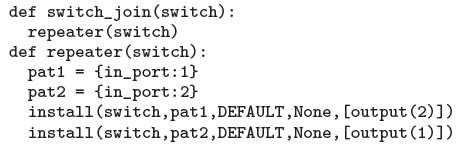 def switch_join(switch):
  repeater(switch)
def repeater(switch):
  pat1 = {in_port:1}
  pat2 = {in_port:2}
  install(switch,pat1,DEFAULT,None,[output(2)])
  install(switch,pat2,DEFAULT,None,[output(1)])